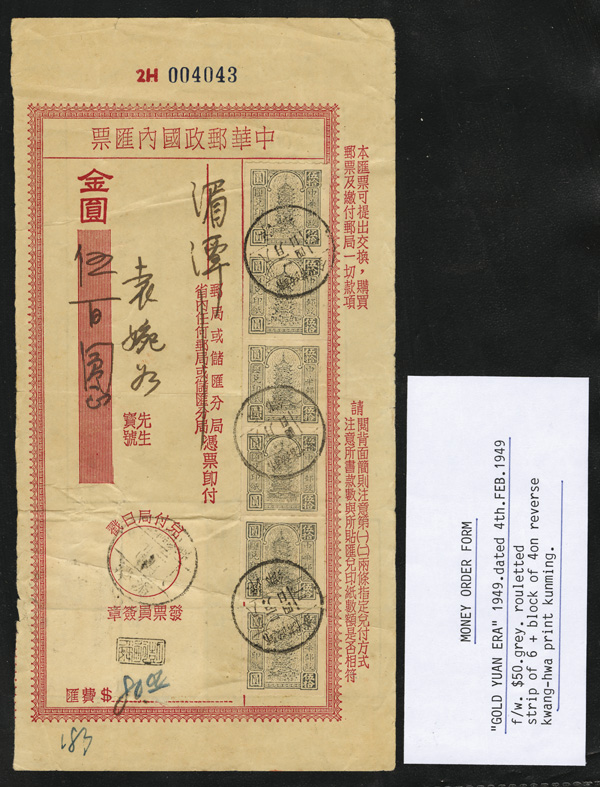 2H 004043
中華郵政國內匯票
本匯票可提出交換，購買
郵票及繳付郵局一切款項
請閱背面簡則注意第(一)(二)兩條指定兌付方式
注意所書款數與所貼匯兌印紙數額是否相符
湄潭
郵局或儲匯分局
省內任何郵局或儲匯分局
憑票即付
袁婉
先生
寶號
金圓
伍百圓
兌付局日戳
發票員簽章
匯費$
183
MONEY ORDER FORM
"GOLD YUAN ERA" 1949.dated 4th.FEB.1949
f/w. $50.grey. rouletted
strip of 6 + block of 4on reverse
kwang-hwa print kunming.